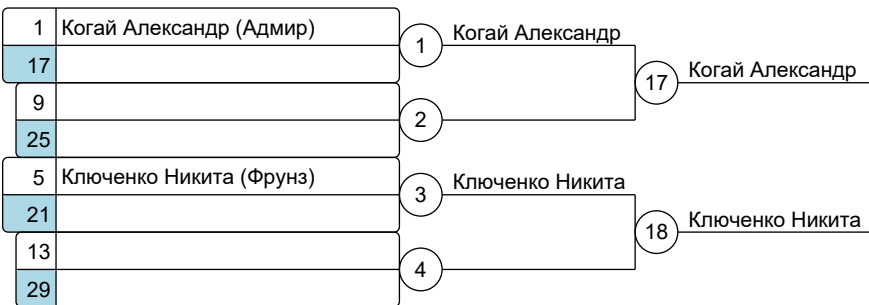 1 Когай Александр (Адмир)
17
1 Когай Александр
17 Когай Александр
9
25
2
5 Ключенко Никита (Фрунз)
21
3 Ключенко Никита
18 Ключенко Никита
13
29
4